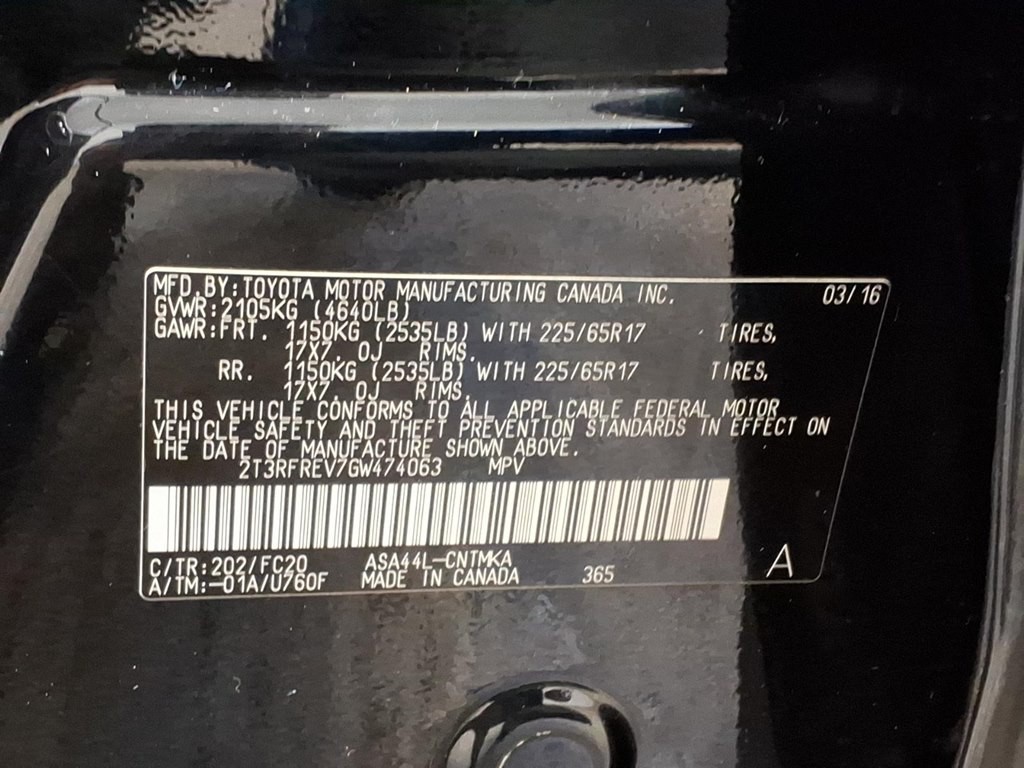 MFD.BY:TOYOTA MOTOR MANUFACTURING CANADA INC. 03/16
GVWR:2105KG (4640LB)
GAWR:FRT. 1150KG (2535LB) WITH 225/65R17 TIRES,
17X7.0J RIMS.
RR. 1150KG (2535LB) WITH 225/65R17 TIRES,
17X7.0J RIMS.
THIS VEHICLE CONFORMS TO ALL APPLICABLE FEDERAL MOTOR
VEHICLE SAFETY AND THEFT PREVENTION STANDARDS IN EFFECT ON
THE DATE OF MANUFACTURE SHOWN ABOVE.
2T3RFREV7GW474063 MPV
C/TR:202/FC20 ASA44L-CNTMKA
A/TM:-01A/U760F MADE IN CANADA 365 A